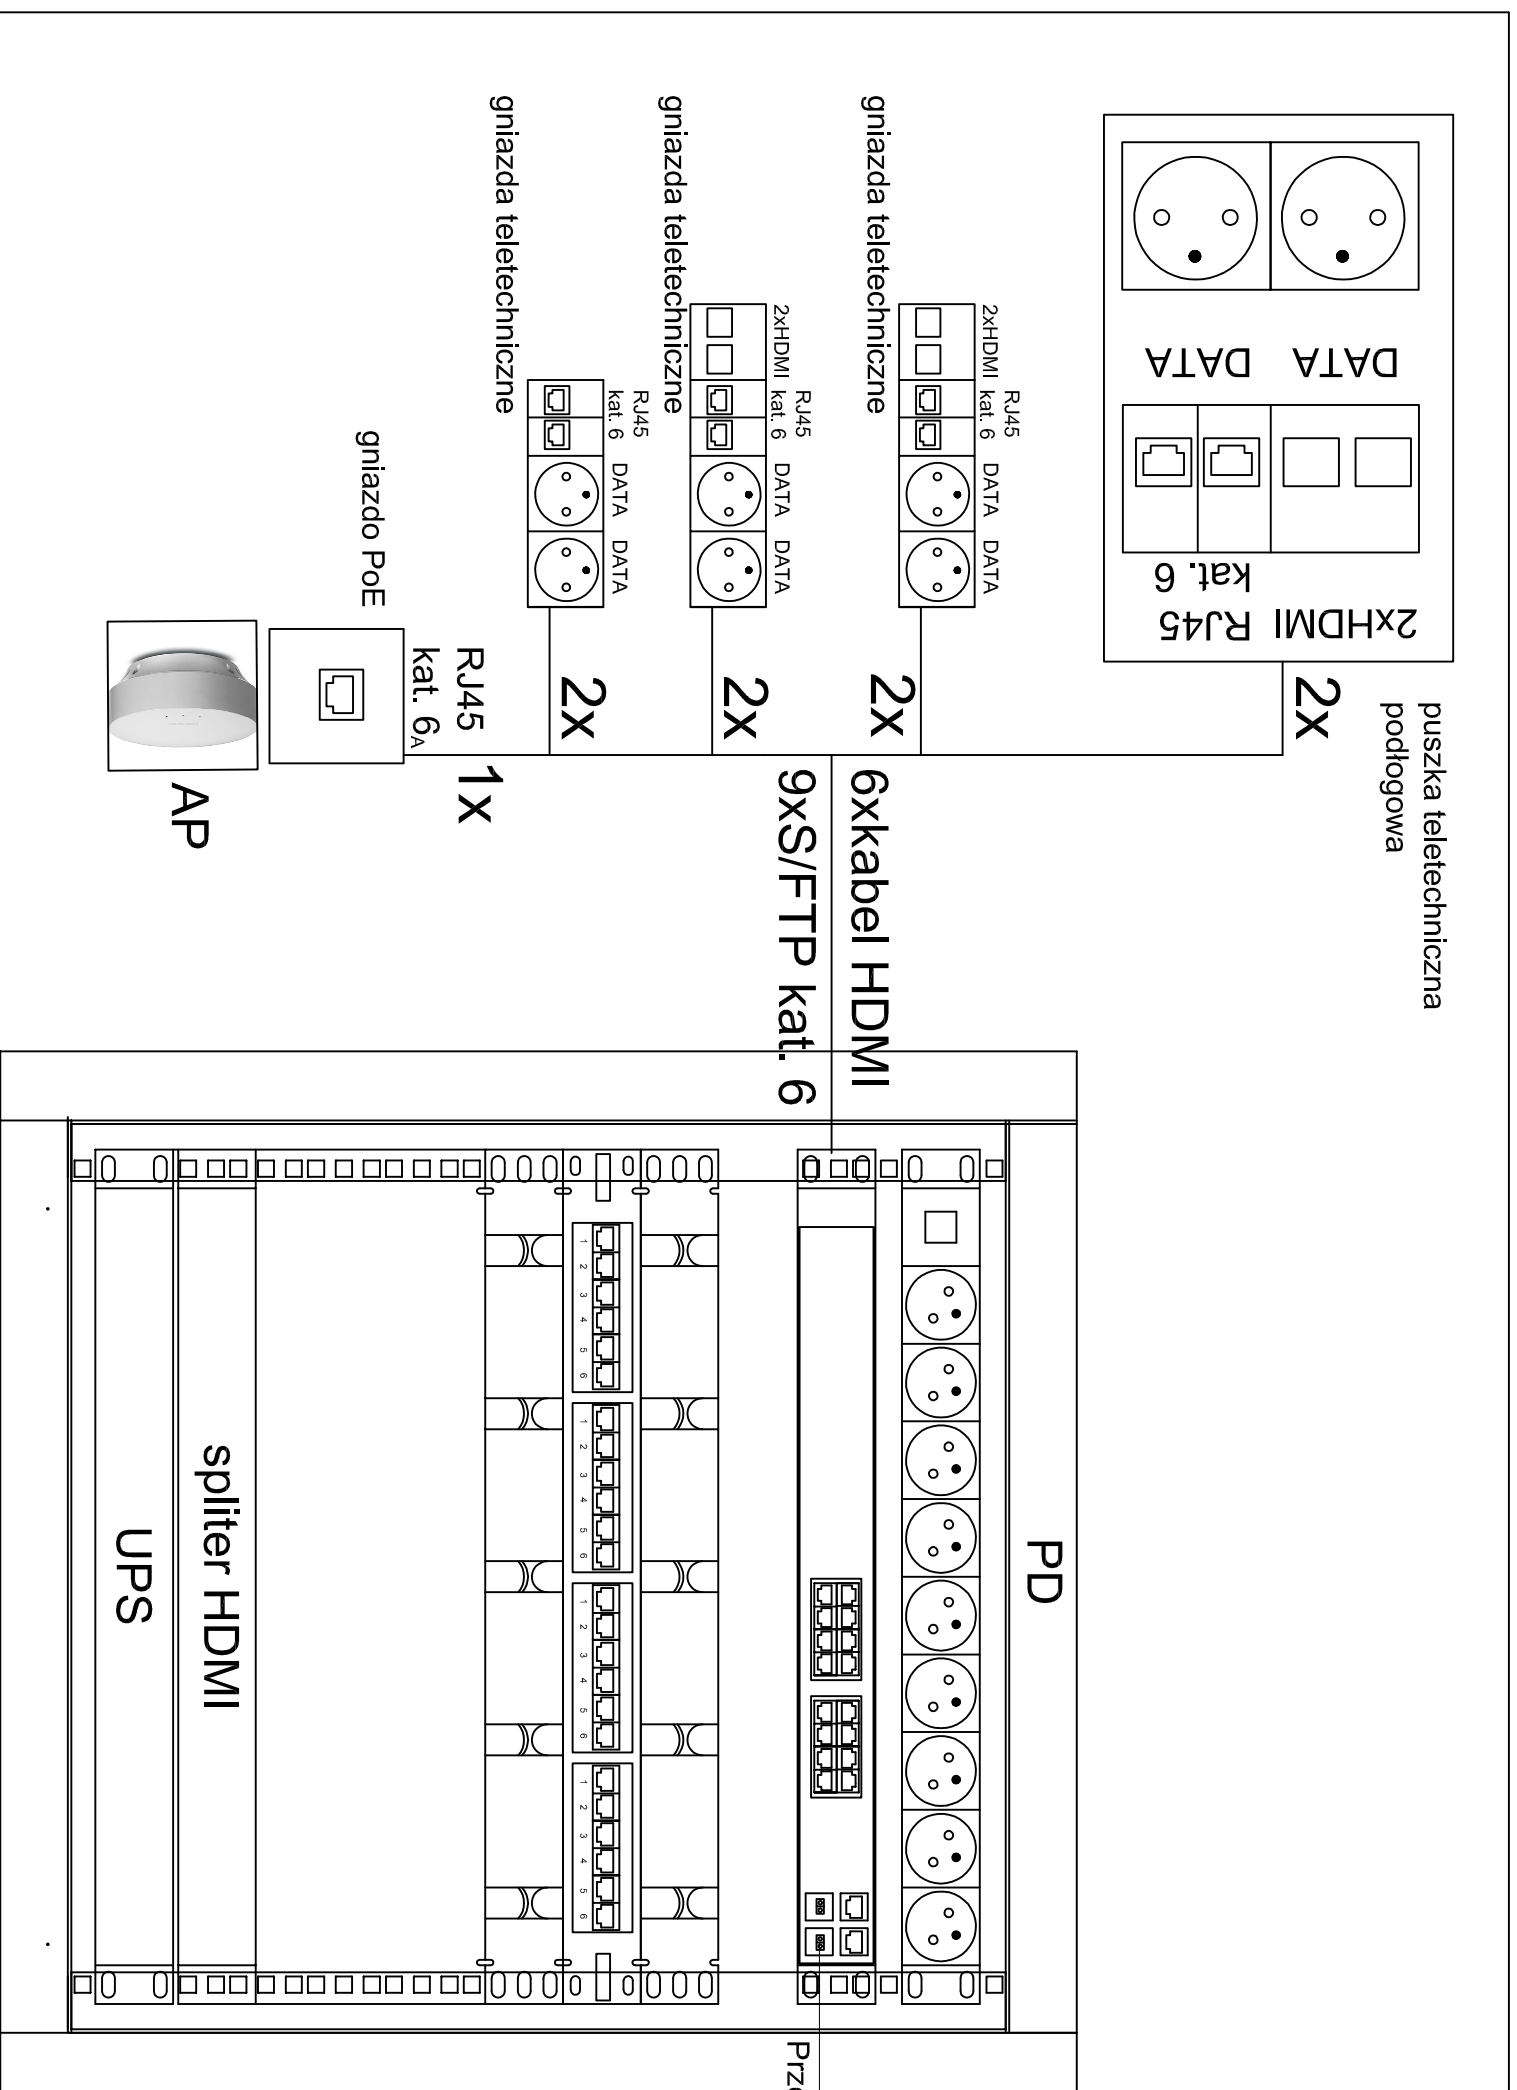 puszka teletechniczna
podłogowa
DATA DATA
2xHDMI
RJ45
kat. 6
2x
gniazda teletechniczne
2xHDMI
RJ45
kat. 6
DATA
DATA
2x
gniazda teletechniczne
2xHDMI
RJ45
kat. 6
DATA
DATA
2x
gniazda teletechniczne
RJ45
kat. 6
DATA
DATA
2x
gniazdo PoE
RJ45
kat. 6A
1x
AP
6xkabel HDMI
9xS/FTP kat. 6
PD
1 2 3 4 5 6
1 2 3 4 5 6
1 2 3 4 5 6
1 2 3 4 5 6
spliter HDMI
UPS